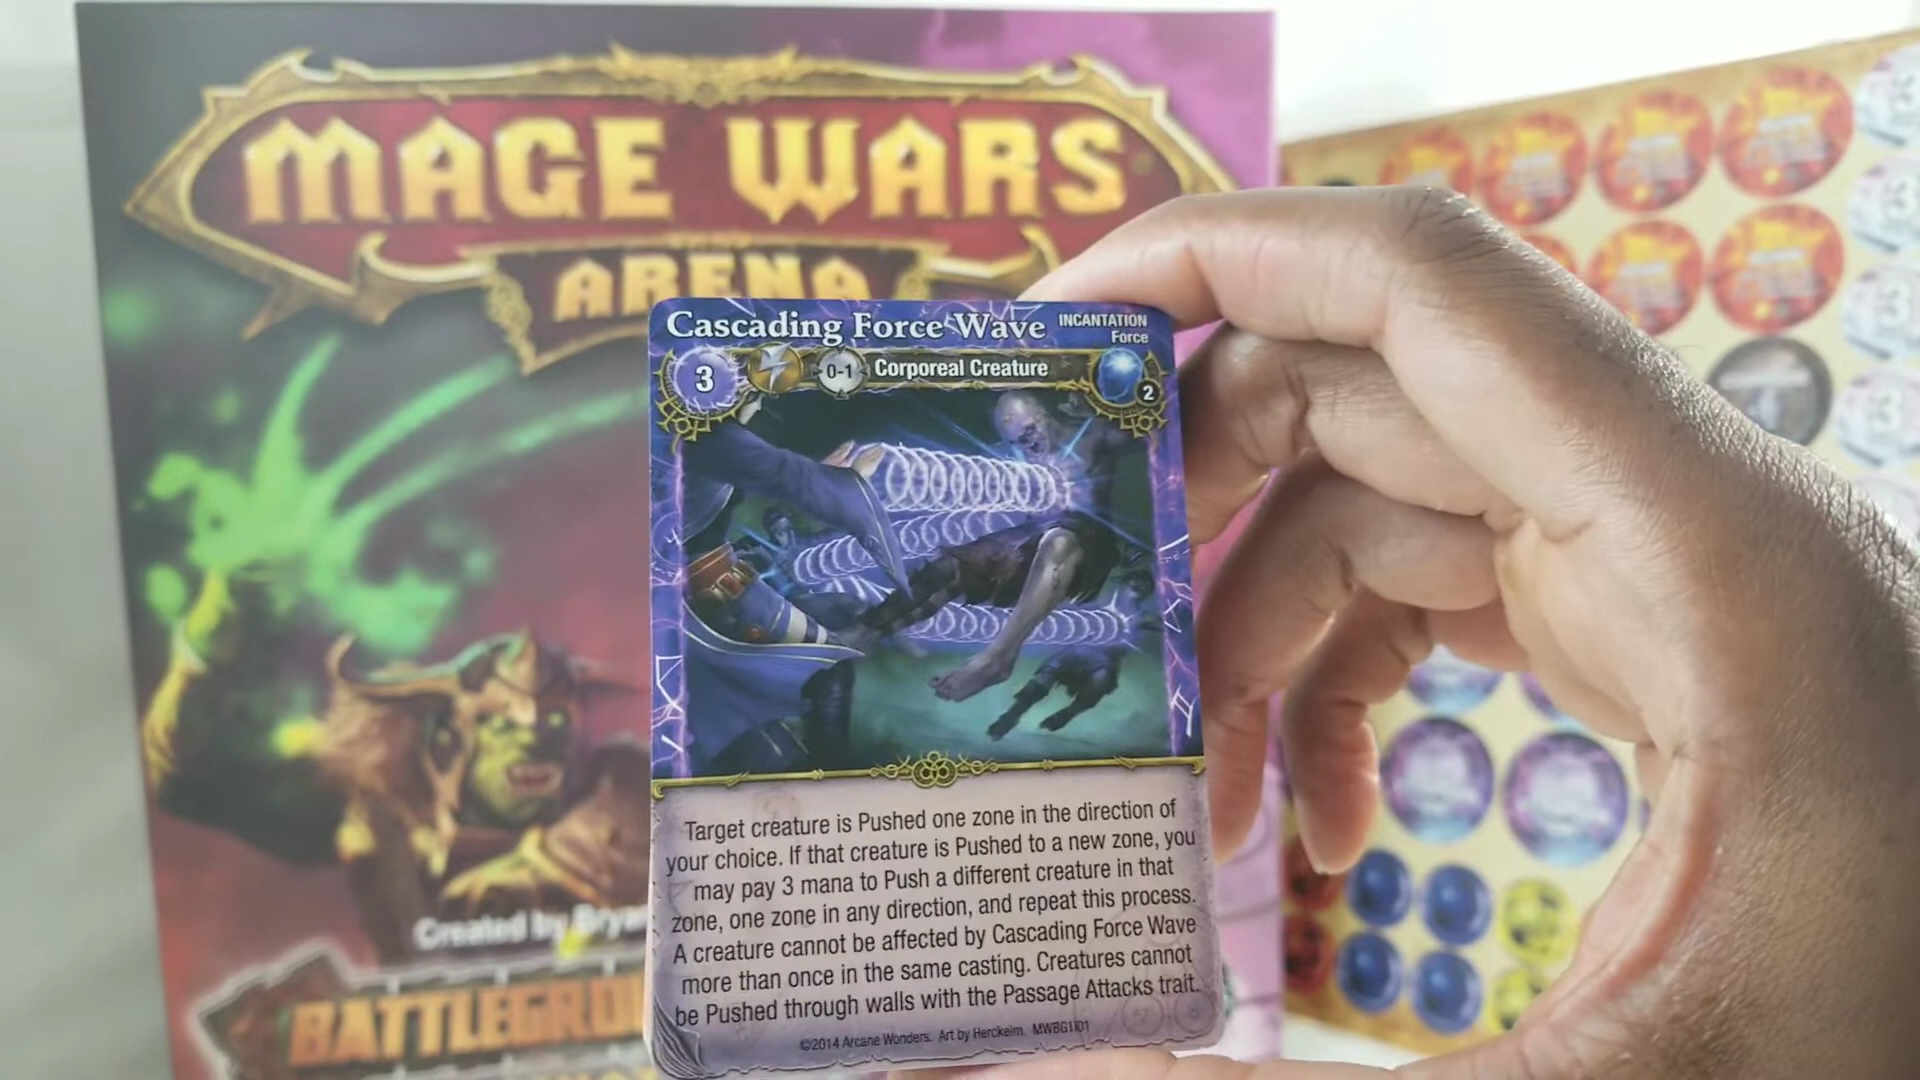 MAGE WARS
ARENA
Cascading Force Wave
INCANTATION
Force
3
0-1
Corporeal Creature
2
Target creature is Pushed one zone in the direction of
your choice. If that creature is Pushed to a new zone, you
may pay 3 mana to Push a different creature in that
zone, one zone in any direction, and repeat this process.
A creature cannot be affected by Cascading Force Wave
more than once in the same casting. Creatures cannot
be Pushed through walls with the Passage Attacks trait.
©2014 Arcane Wonders. Art by Herckeim. MWBG1I01
Created by Brya
BATTLEGROU